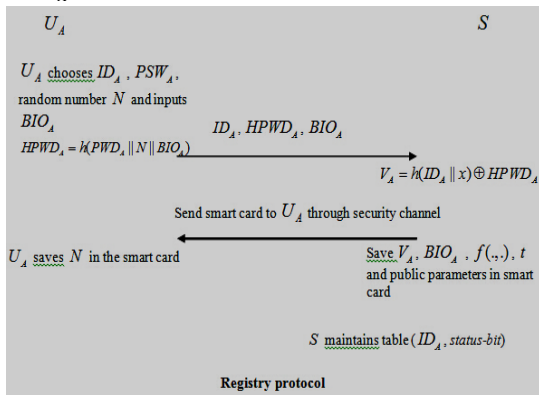 U_A S
U_A chooses ID_A , PSW_A ,
random number N and inputs
BIO_A
HPWD_A = h(PWD_A || N || BIO_A)
ID_A, HPWD_A, BIO_A
V_A = h(ID_A || x) ⊕ HPWD_A
Send smart card to U_A through security channel
U_A saves N in the smart card
Save V_A, BIO_A , f(.,.), t
and public parameters in smart
card
S maintains table (ID_A, status-bit)
Registry protocol